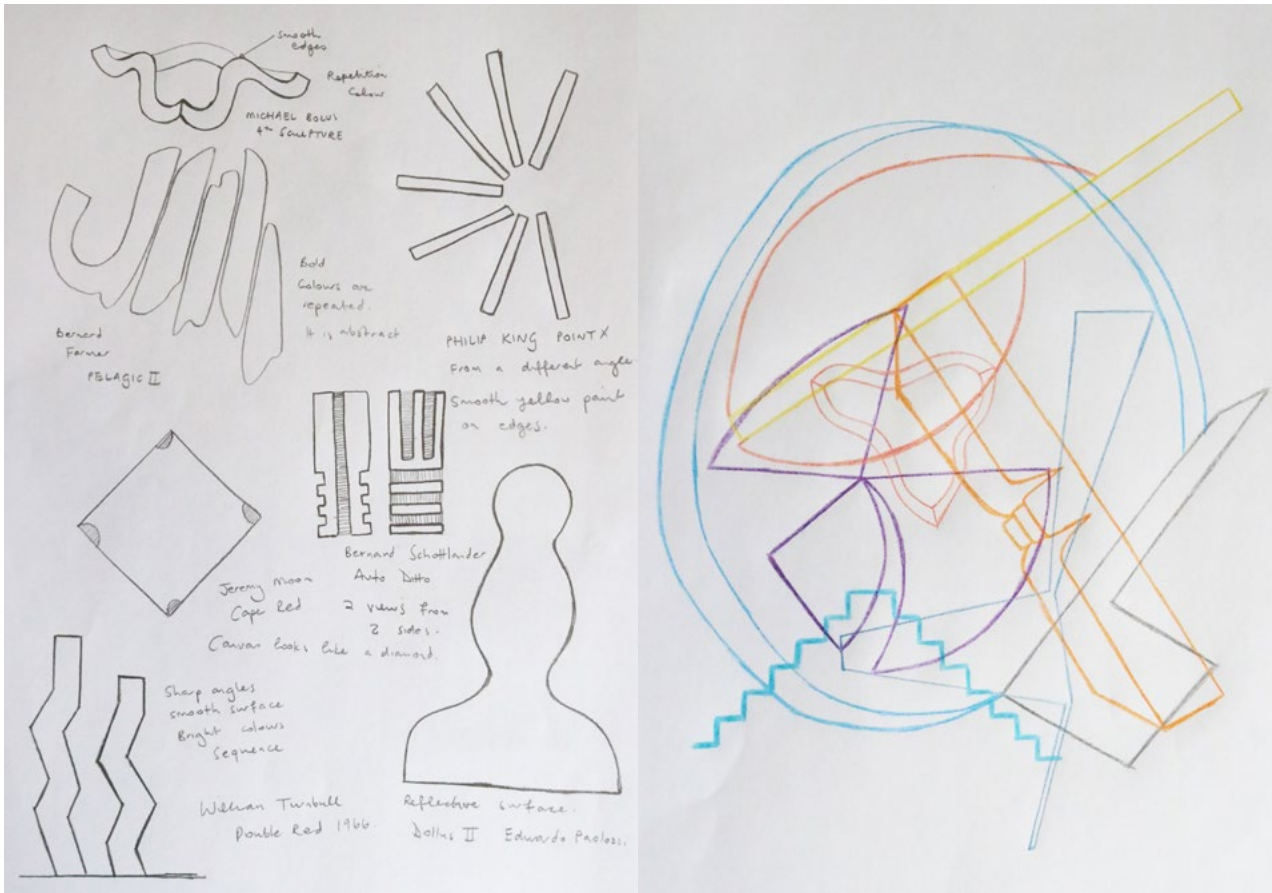 Smooth
edges
Repetition
Colour
MICHAEL BOLUS
4TH SCULPTURE
Bold
Colours are
repeated.
It is abstract
Bernard
Farmer
PELAGIC II
PHILIP KING POINT X
From a different angle
Smooth yellow paint
on edges.
Bernard Schottlander
Auto Ditto
2 views from
2 sides.
Jeremy Moon
Cape Red
Canvas looks like a diamond.
Sharp angles
smooth surface
Bright colours
Sequence
William Turnbull
Double Red 1966.
Reflective surface.
Dollus II Edwardo Paolozzi.